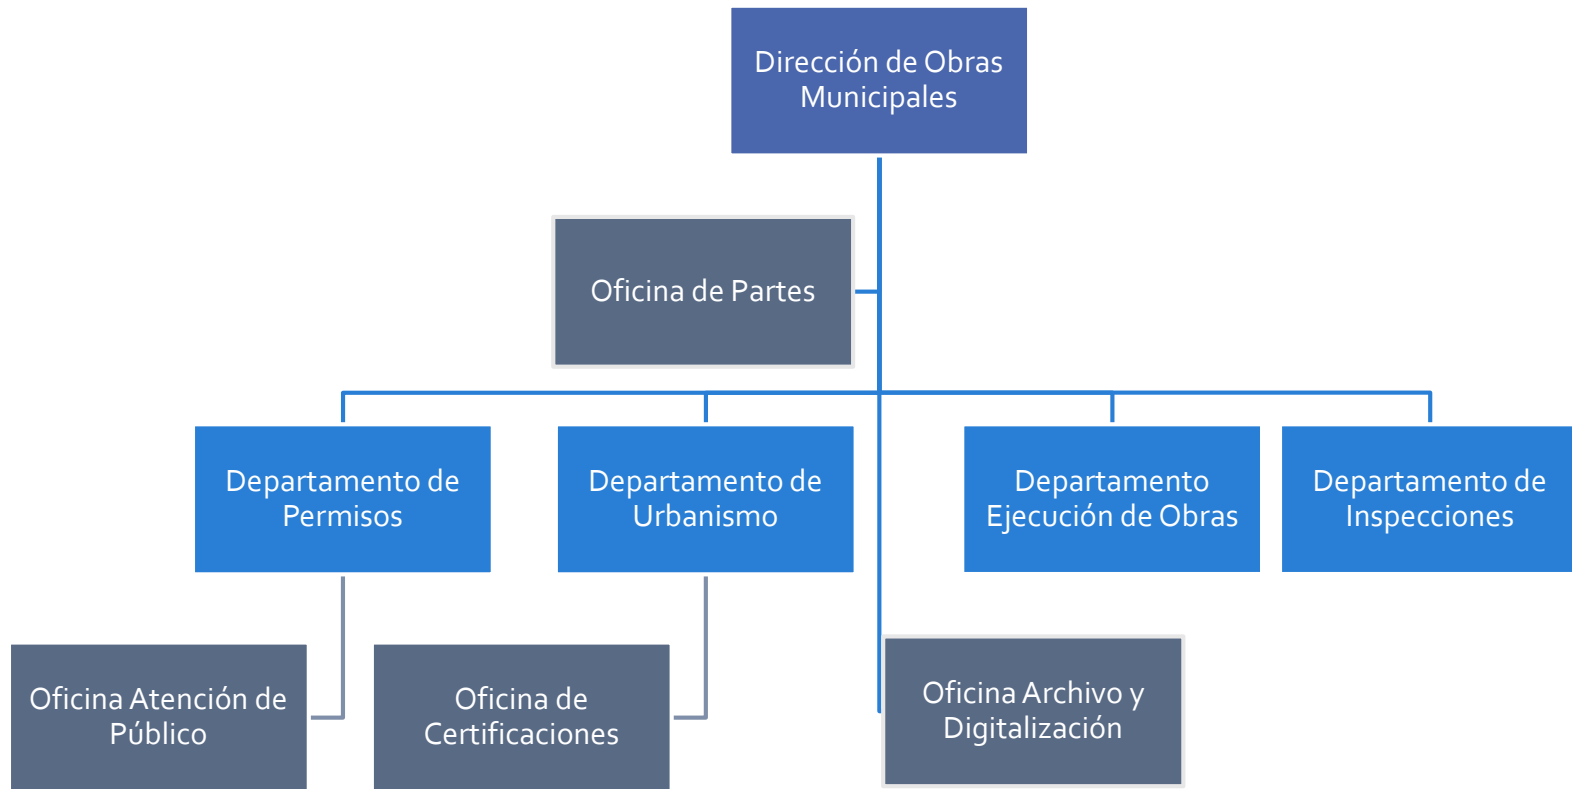 Dirección de Obras
Municipales
Oficina de Partes
Departamento de
Permisos
Departamento de
Urbanismo
Departamento
Ejecución de Obras
Departamento de
Inspecciones
Oficina Atención de
Público
Oficina de
Certificaciones
Oficina Archivo y
Digitalización